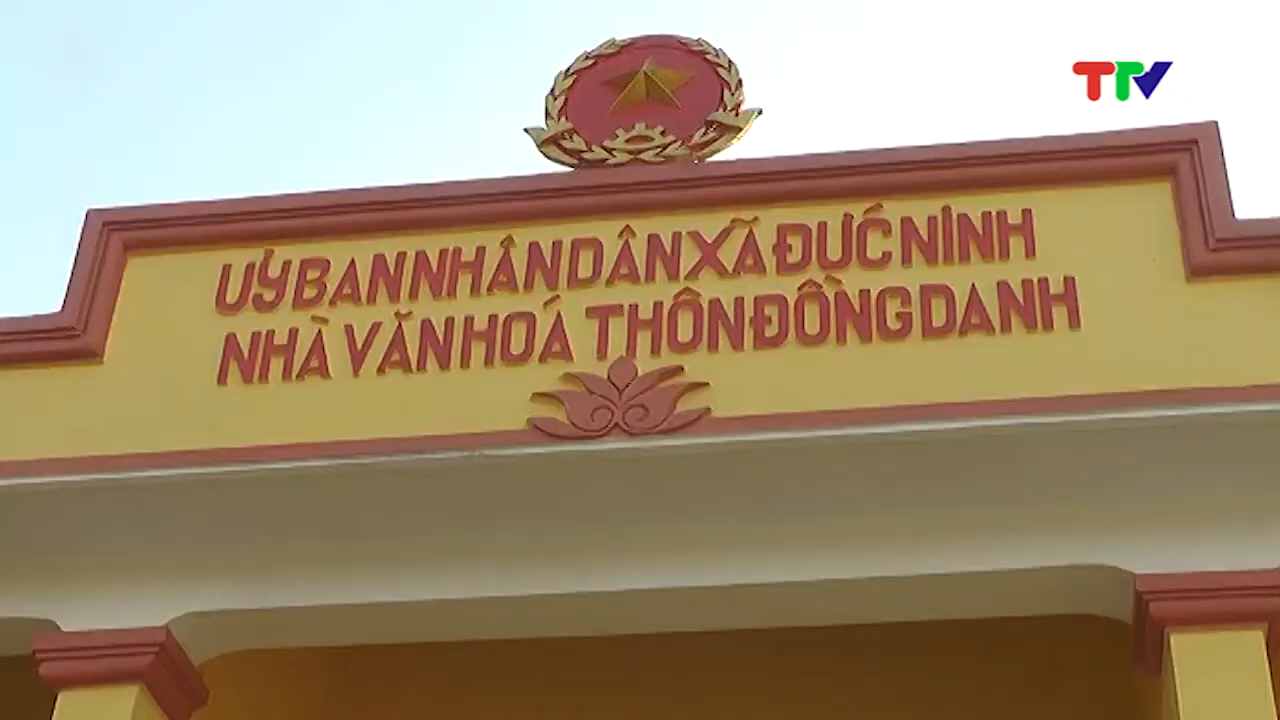 TTV
UỶ BAN NHÂN DÂN XÃ ĐỨC NINH
NHÀ VĂN HOÁ THÔN ĐỒNG DANH